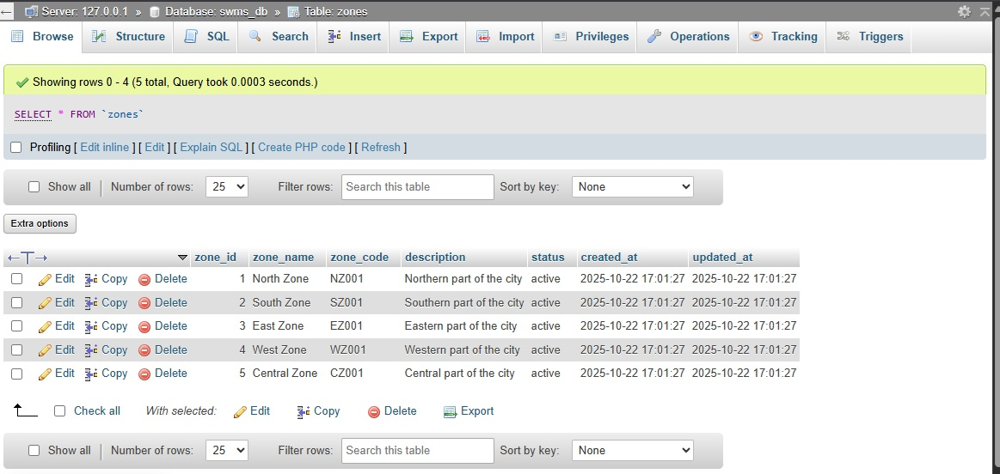 Server: 127.0.0.1 » Database: swms_db » Table: zones
Browse Structure SQL Search Insert Export Import Privileges Operations Tracking Triggers
Showing rows 0 - 4 (5 total, Query took 0.0003 seconds.)
SELECT * FROM `zones`
Profiling [ Edit inline ] [ Edit ] [ Explain SQL ] [ Create PHP code ] [ Refresh ]
Show all Number of rows: 25 Filter rows: Search this table Sort by key: None
Extra options
zone_id zone_name zone_code description status created_at updated_at
Edit Copy Delete 1 North Zone NZ001 Northern part of the city active 2025-10-22 17:01:27 2025-10-22 17:01:27
Edit Copy Delete 2 South Zone SZ001 Southern part of the city active 2025-10-22 17:01:27 2025-10-22 17:01:27
Edit Copy Delete 3 East Zone EZ001 Eastern part of the city active 2025-10-22 17:01:27 2025-10-22 17:01:27
Edit Copy Delete 4 West Zone WZ001 Western part of the city active 2025-10-22 17:01:27 2025-10-22 17:01:27
Edit Copy Delete 5 Central Zone CZ001 Central part of the city active 2025-10-22 17:01:27 2025-10-22 17:01:27
Check all With selected: Edit Copy Delete Export
Show all Number of rows: 25 Filter rows: Search this table Sort by key: None